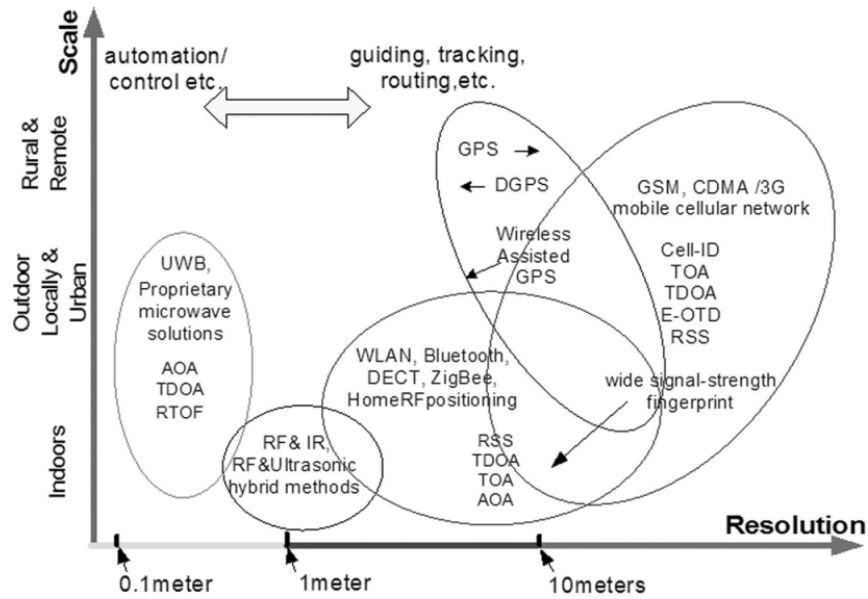 Scale
automation/
control etc.
guiding, tracking,
routing,etc.
Rural &
Remote
Outdoor
Locally &
Urban
Indoors
GPS
DGPS
Wireless
Assisted
GPS
GSM, CDMA /3G
mobile cellular network
Cell-ID
TOA
TDOA
E-OTD
RSS
UWB,
Proprietary
microwave
solutions
AOA
TDOA
RTOF
WLAN, Bluetooth,
DECT, ZigBee,
HomeRFpositioning
RSS
TDOA
TOA
AOA
wide signal-strength
fingerprint
RF& IR,
RF&Ultrasonic
hybrid methods
Resolution
0.1meter
1meter
10meters